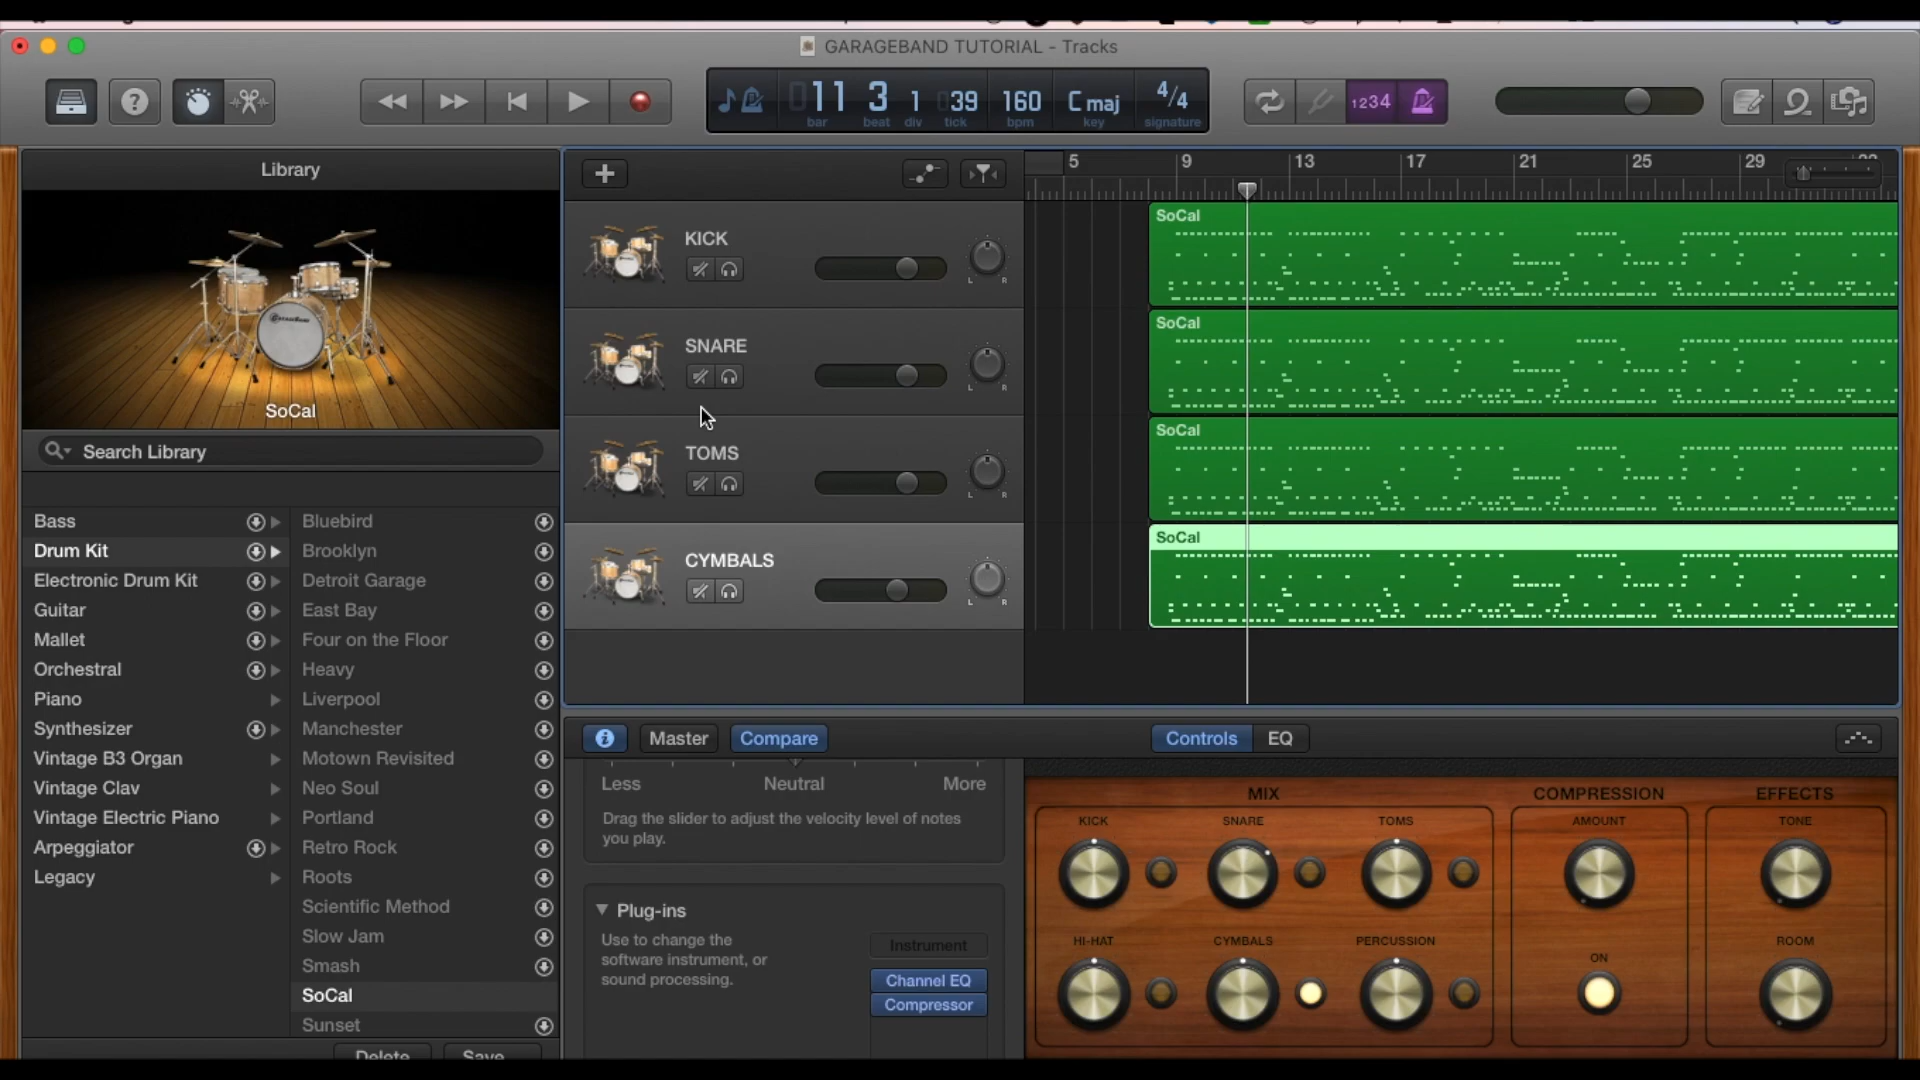 GARAGEBAND TUTORIAL - Tracks
11 3 1 39 160 C maj 4/4
bar beat div tick bpm key signature
1234
Library
SoCal
Search Library
Bass
Drum Kit
Electronic Drum Kit
Guitar
Mallet
Orchestral
Piano
Synthesizer
Vintage B3 Organ
Vintage Clav
Vintage Electric Piano
Arpeggiator
Legacy
Bluebird
Brooklyn
Detroit Garage
East Bay
Four on the Floor
Heavy
Liverpool
Manchester
Motown Revisited
Neo Soul
Portland
Retro Rock
Roots
Scientific Method
Slow Jam
Smash
SoCal
Sunset
Delete Save
5 9 13 17 21 25 29
KICK
L R
SoCal
SNARE
L R
SoCal
TOMS
L R
SoCal
CYMBALS
L R
SoCal
Master Compare Controls EQ
Less Neutral More
Drag the slider to adjust the velocity level of notes
you play.
Plug-ins
Use to change the
software instrument, or
sound processing.
Instrument
Channel EQ
Compressor
MIX COMPRESSION EFFECTS
KICK SNARE TOMS AMOUNT TONE
HI-HAT CYMBALS PERCUSSION ON ROOM